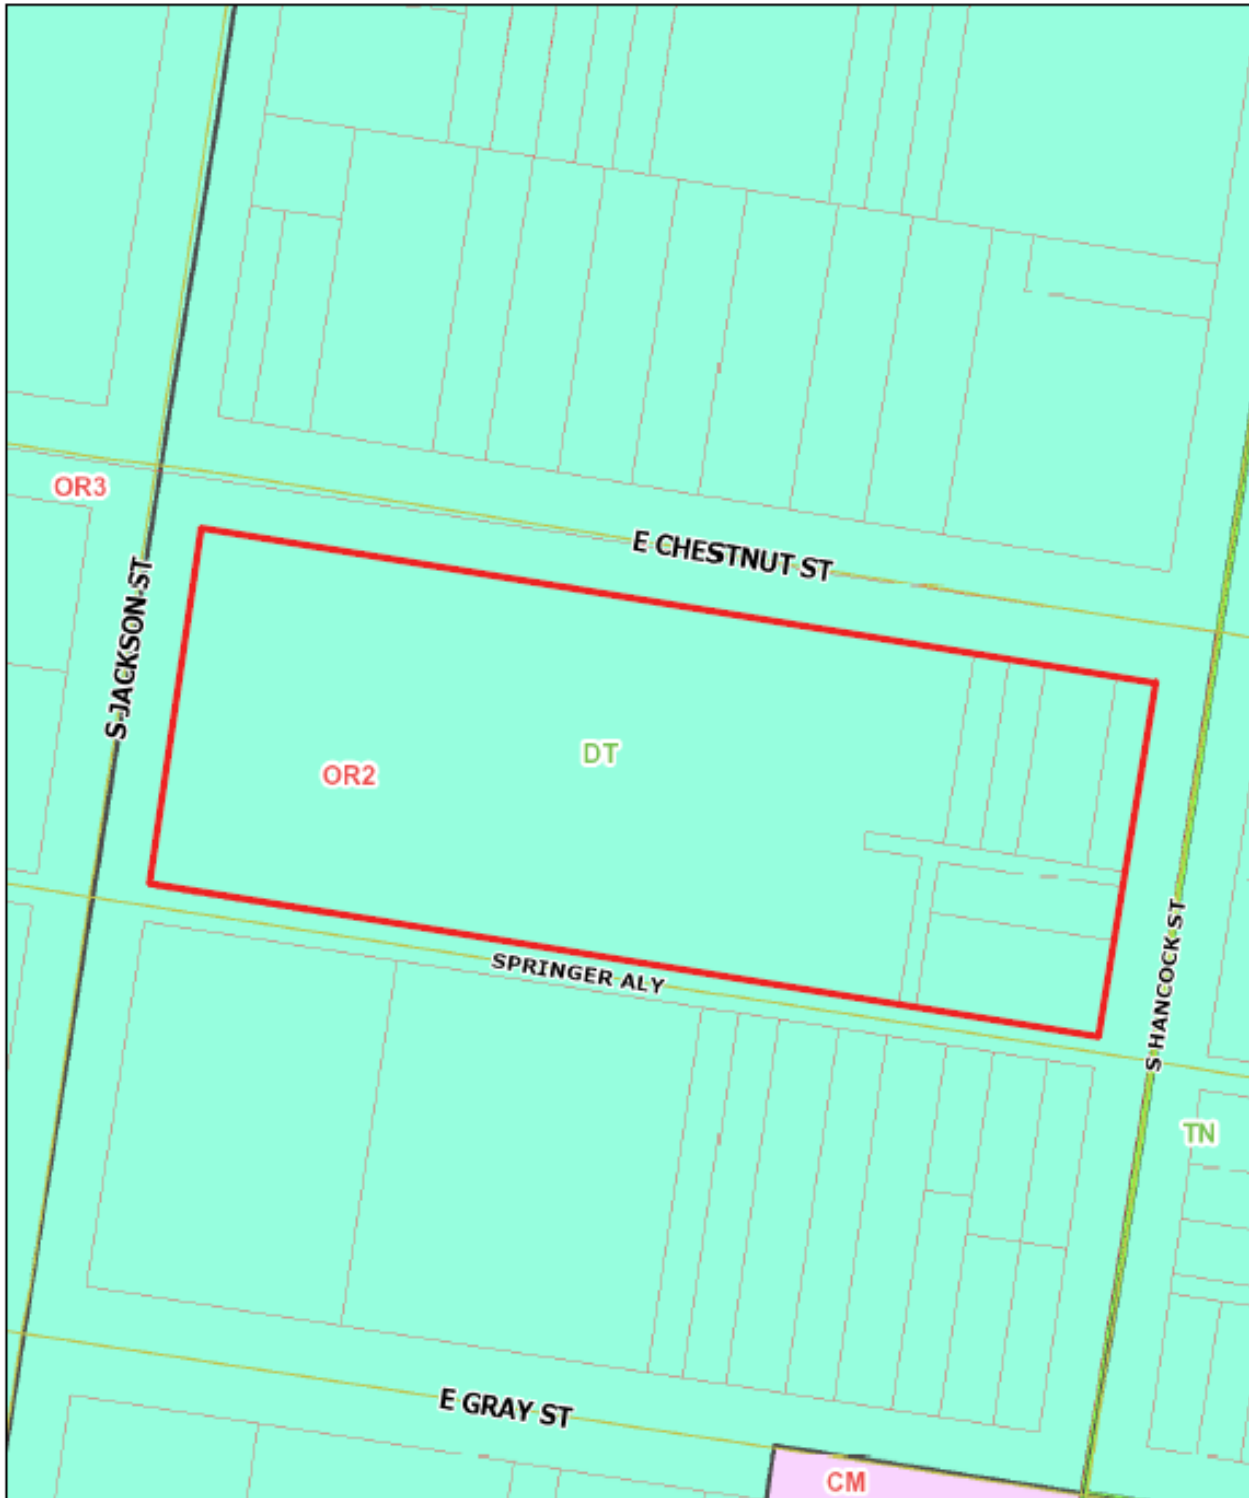 OR3
E CHESTNUT ST
S JACKSON ST
DT
OR2
SPRINGER ALY
S HANCOCK ST
TN
E GRAY ST
CM